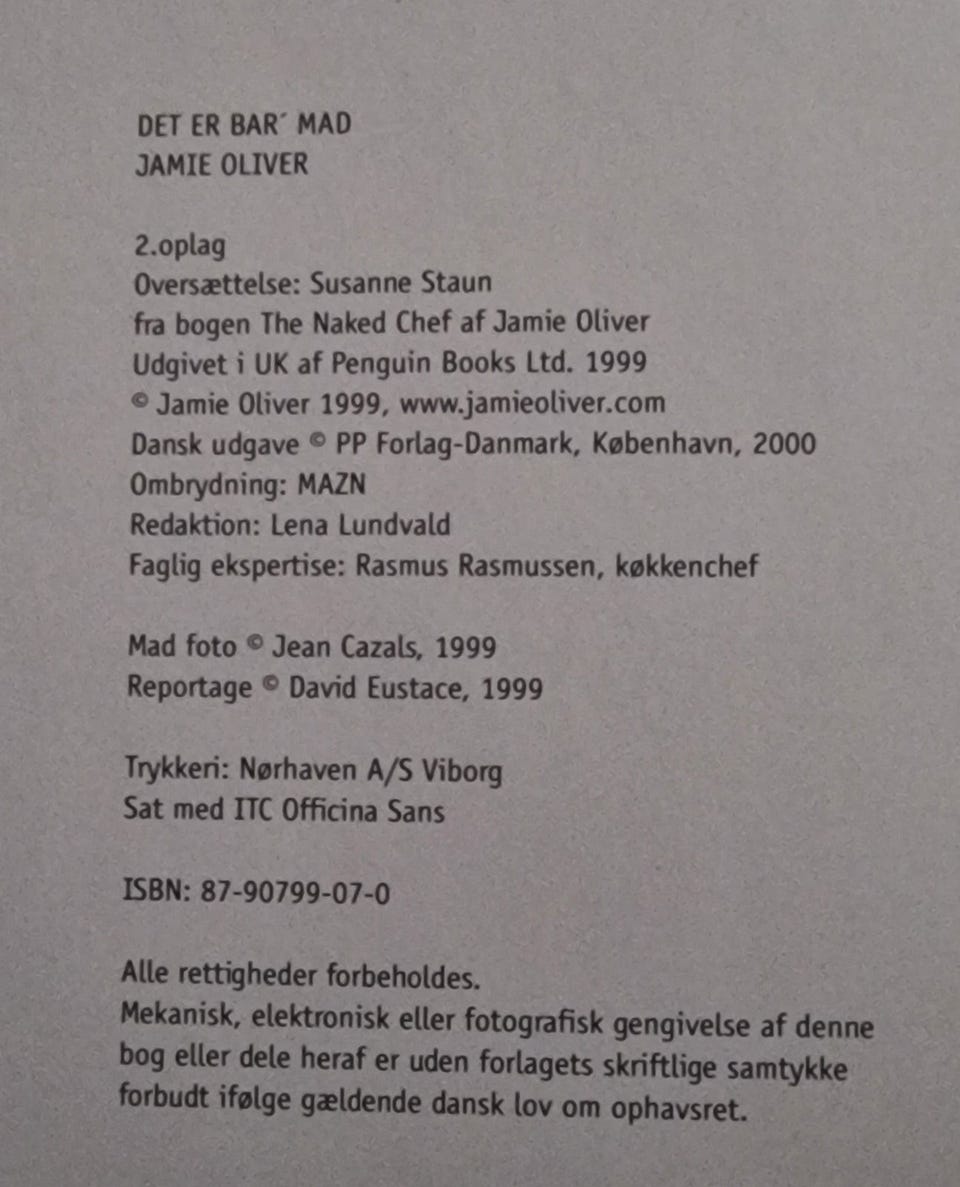 DET ER BAR´ MAD
JAMIE OLIVER
2.oplag
Oversættelse: Susanne Staun
fra bogen The Naked Chef af Jamie Oliver
Udgivet i UK af Penguin Books Ltd. 1999
© Jamie Oliver 1999, www.jamieoliver.com
Dansk udgave © PP Forlag-Danmark, København, 2000
Ombrydning: MAZN
Redaktion: Lena Lundvald
Faglig ekspertise: Rasmus Rasmussen, køkkenchef
Mad foto © Jean Cazals, 1999
Reportage © David Eustace, 1999
Trykkeri: Nørhaven A/S Viborg
Sat med ITC Officina Sans
ISBN: 87-90799-07-0
Alle rettigheder forbeholdes.
Mekanisk, elektronisk eller fotografisk gengivelse af denne
bog eller dele heraf er uden forlagets skriftlige samtykke
forbudt ifølge gældende dansk lov om ophavsret.